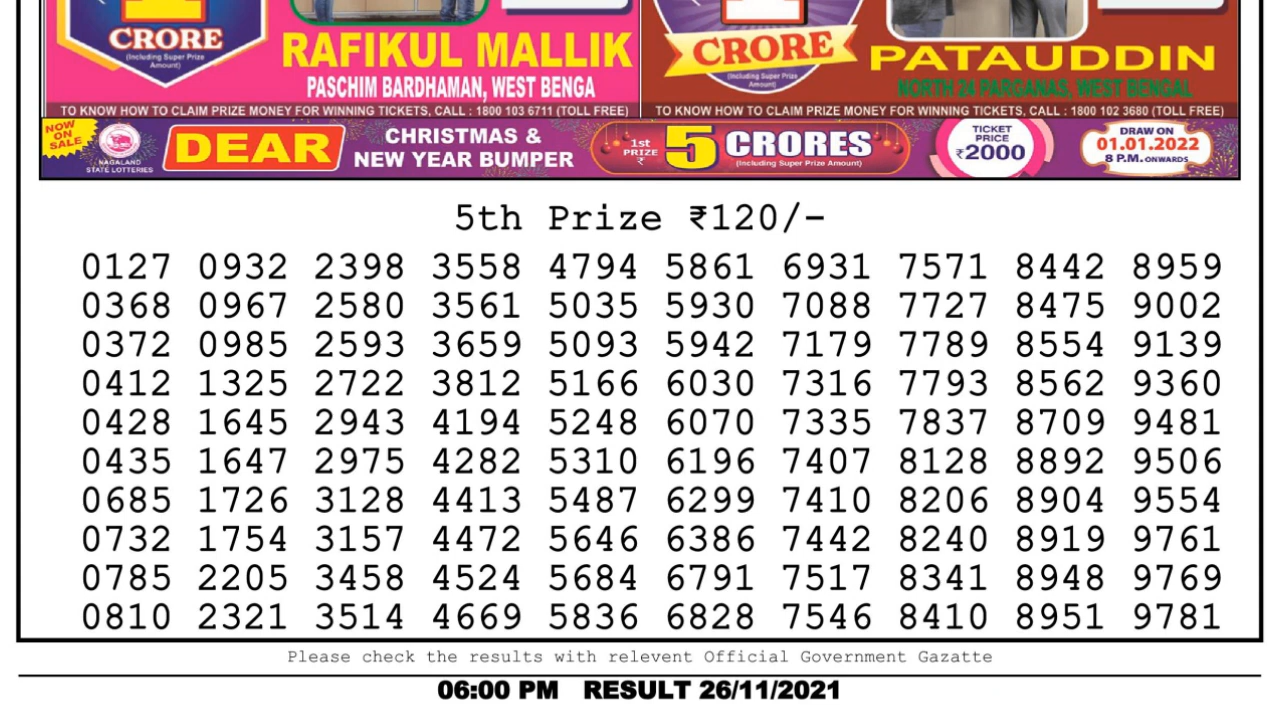 1
CRORE
(Including Super Prize
Amount)
RAFIKUL MALLIK
PASCHIM BARDHAMAN, WEST BENGA
TO KNOW HOW TO CLAIM PRIZE MONEY FOR WINNING TICKETS, CALL : 1800 103 6711 (TOLL FREE)
1
CRORE
(Including Super Prize
Amount)
PATAUDDIN
NORTH 24 PARGANAS, WEST BENGAL
TO KNOW HOW TO CLAIM PRIZE MONEY FOR WINNING TICKETS, CALL : 1800 102 3680 (TOLL FREE)
NOW
ON
SALE
NAGALAND
STATE LOTTERIES
DEAR
CHRISTMAS &
NEW YEAR BUMPER
1st
PRIZE
₹
5 CRORES
(Including Super Prize Amount)
TICKET
PRICE
₹2000
DRAW ON
01.01.2022
8 P.M. ONWARDS
5th Prize ₹120/-
0127 0932 2398 3558 4794 5861 6931 7571 8442 8959
0368 0967 2580 3561 5035 5930 7088 7727 8475 9002
0372 0985 2593 3659 5093 5942 7179 7789 8554 9139
0412 1325 2722 3812 5166 6030 7316 7793 8562 9360
0428 1645 2943 4194 5248 6070 7335 7837 8709 9481
0435 1647 2975 4282 5310 6196 7407 8128 8892 9506
0685 1726 3128 4413 5487 6299 7410 8206 8904 9554
0732 1754 3157 4472 5646 6386 7442 8240 8919 9761
0785 2205 3458 4524 5684 6791 7517 8341 8948 9769
0810 2321 3514 4669 5836 6828 7546 8410 8951 9781
Please check the results with relevent Official Government Gazatte
06:00 PM RESULT 26/11/2021